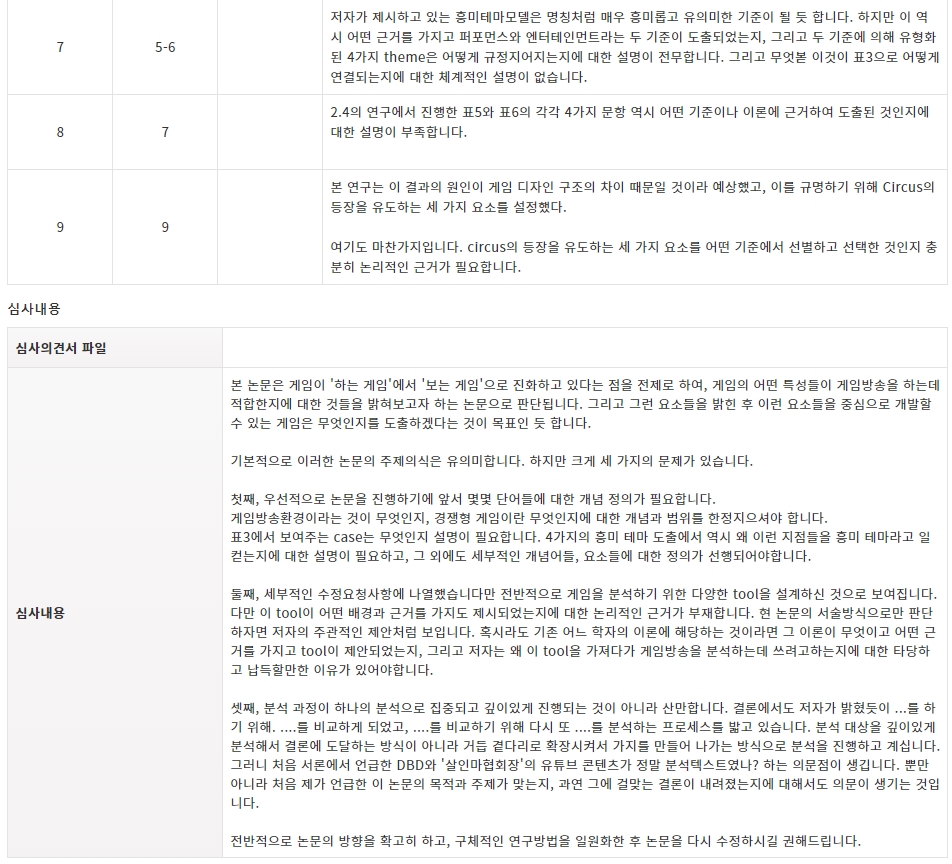 7
5-6
저자가 제시하고 있는 흥미테마모델은 명칭처럼 매우 흥미롭고 유의미한 기준이 될 듯 합니다. 하지만 이 역
시 어떤 근거를 가지고 퍼포먼스와 엔터테인먼트라는 두 기준이 도출되었는지, 그리고 두 기준에 의해 유형화
된 4가지 theme은 어떻게 규정지어지는지에 대한 설명이 전무합니다. 그리고 무엇본 이것이 표3으로 어떻게
연결되는지에 대한 체계적인 설명이 없습니다.
8
7
2.4의 연구에서 진행한 표5와 표6의 각각 4가지 문항 역시 어떤 기준이나 이론에 근거하여 도출된 것인지에
대한 설명이 부족합니다.
9
9
본 연구는 이 결과의 원인이 게임 디자인 구조의 차이 때문일 것이라 예상했고, 이를 규명하기 위해 Circus의
등장을 유도하는 세 가지 요소를 설정했다.
여기도 마찬가지입니다. circus의 등장을 유도하는 세 가지 요소를 어떤 기준에서 선별하고 선택한 것인지 충
분히 논리적인 근거가 필요합니다.
심사내용
심사의견서 파일
심사내용
본 논문은 게임이 '하는 게임'에서 '보는 게임'으로 진화하고 있다는 점을 전제로 하여, 게임의 어떤 특성들이 게임방송을 하는데
적합한지에 대한 것들을 밝혀보고자 하는 논문으로 판단됩니다. 그리고 그런 요소들을 밝힌 후 이런 요소들을 중심으로 개발할
수 있는 게임은 무엇인지를 도출하겠다는 것이 목표인 듯 합니다.
기본적으로 이러한 논문의 주제의식은 유의미합니다. 하지만 크게 세 가지의 문제가 있습니다.
첫째, 우선적으로 논문을 진행하기에 앞서 몇몇 단어들에 대한 개념 정의가 필요합니다.
게임방송환경이라는 것이 무엇인지, 경쟁형 게임이란 무엇인지에 대한 개념과 범위를 한정지으셔야 합니다.
표3에서 보여주는 case는 무엇인지 설명이 필요합니다. 4가지의 흥미 테마 도출에서 역시 왜 이런 지점들을 흥미 테마라고 일
컫는지에 대한 설명이 필요하고, 그 외에도 세부적인 개념어들, 요소들에 대한 정의가 선행되어야합니다.
둘째, 세부적인 수정요청사항에 나열했습니다만 전반적으로 게임을 분석하기 위한 다양한 tool을 설계하신 것으로 보여집니다.
다만 이 tool이 어떤 배경과 근거를 가지도 제시되었는지에 대한 논리적인 근거가 부재합니다. 현 논문의 서술방식으로만 판단
하자면 저자의 주관적인 제안처럼 보입니다. 혹시라도 기존 어느 학자의 이론에 해당하는 것이라면 그 이론이 무엇이고 어떤 근
거를 가지고 tool이 제안되었는지, 그리고 저자는 왜 이 tool을 가져다가 게임방송을 분석하는데 쓰려고하는지에 대한 타당하
고 납득할만한 이유가 있어야합니다.
셋째, 분석 과정이 하나의 분석으로 집중되고 깊이있게 진행되는 것이 아니라 산만합니다. 결론에서도 저자가 밝혔듯이 ...를 하
기 위해. ....를 비교하게 되었고, ....를 비교하기 위해 다시 또 ....를 분석하는 프로세스를 밟고 있습니다. 분석 대상을 깊이있게
분석해서 결론에 도달하는 방식이 아니라 거듭 곁다리로 확장시켜서 가지를 만들어 나가는 방식으로 분석을 진행하고 계십니다.
그러니 처음 서론에서 언급한 DBD와 '살인마협회장'의 유튜브 콘텐츠가 정말 분석텍스트였나? 하는 의문점이 생깁니다. 뿐만
아니라 처음 제가 언급한 이 논문의 목적과 주제가 맞는지, 과연 그에 걸맞는 결론이 내려졌는지에 대해서도 의문이 생기는 것입
니다.
전반적으로 논문의 방향을 확고히 하고, 구체적인 연구방법을 일원화한 후 논문을 다시 수정하시길 권해드립니다.